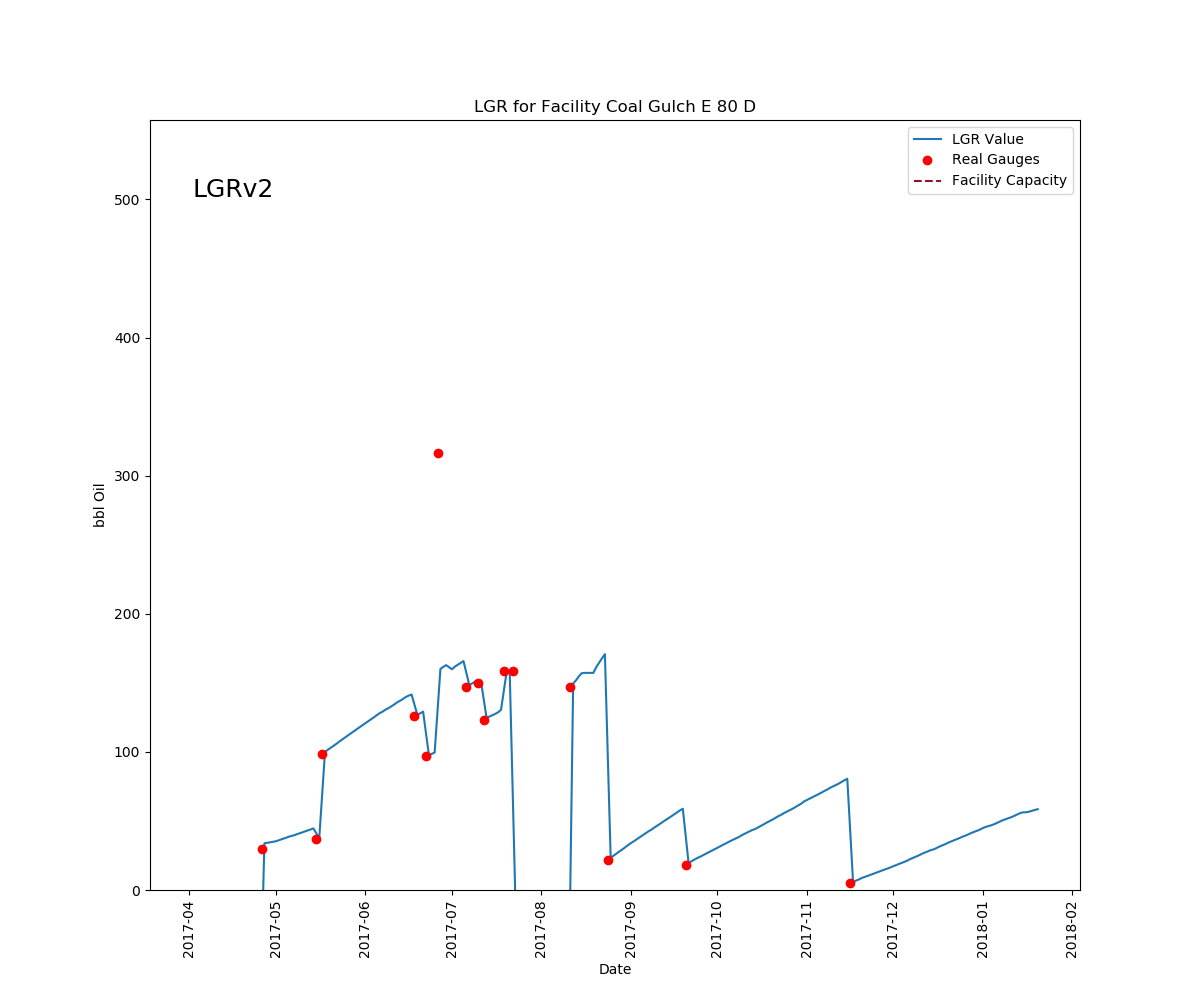 LGR for Facility Coal Gulch E 80 D
LGRv2
LGR Value
Real Gauges
Facility Capacity
bbl Oil
500
400
300
200
100
0
2017-04
2017-05
2017-06
2017-07
2017-08
2017-09
2017-10
2017-11
2017-12
2018-01
2018-02
Date